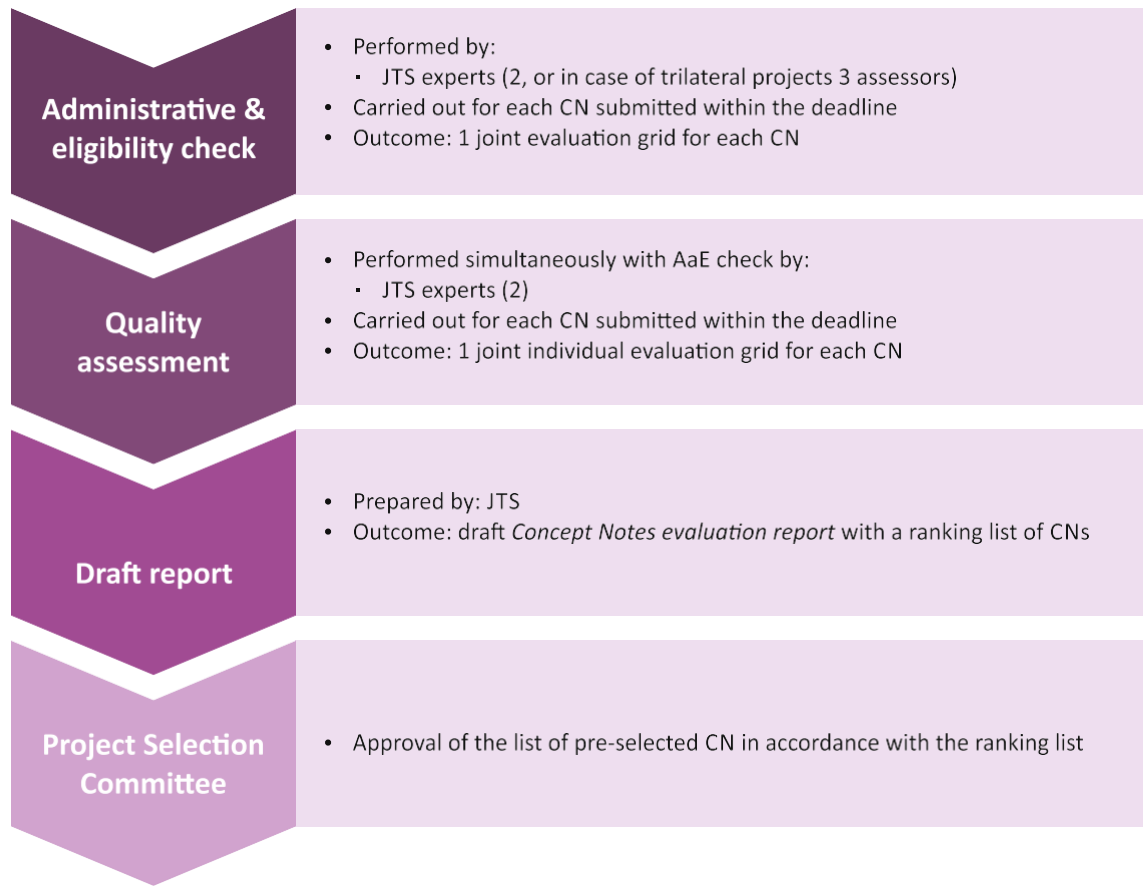 Administrative &
eligibility check
• Performed by:
▪ JTS experts (2, or in case of trilateral projects 3 assessors)
• Carried out for each CN submitted within the deadline
• Outcome: 1 joint evaluation grid for each CN
Quality
assessment
• Performed simultaneously with AaE check by:
▪ JTS experts (2)
• Carried out for each CN submitted within the deadline
• Outcome: 1 joint individual evaluation grid for each CN
Draft report
• Prepared by: JTS
• Outcome: draft Concept Notes evaluation report with a ranking list of CNs
Project Selection
Committee
• Approval of the list of pre-selected CN in accordance with the ranking list